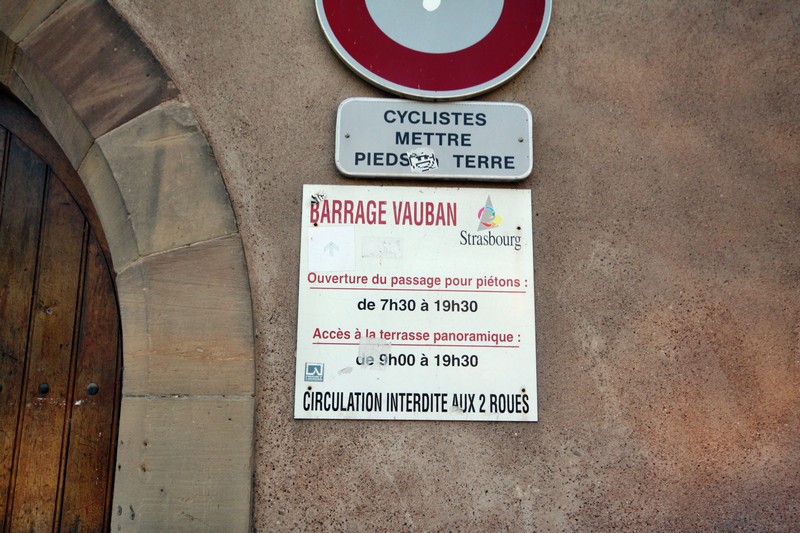 CYCLISTES
METTRE
PIEDS TERRE
BARRAGE VAUBAN
Strasbourg
Ouverture du passage pour piétons :
de 7h30 à 19h30
Accès à la terrasse panoramique :
de 9h00 à 19h30
CIRCULATION INTERDITE AUX 2 ROUES